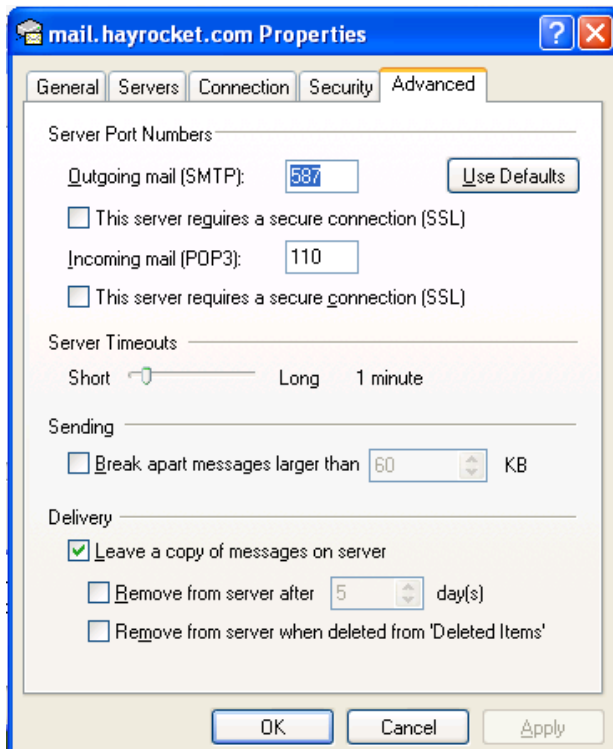 mail.hayrocket.com Properties
General Servers Connection Security Advanced
Server Port Numbers
Outgoing mail (SMTP): 587 Use Defaults
This server requires a secure connection (SSL)
Incoming mail (POP3): 110
This server requires a secure connection (SSL)
Server Timeouts
Short Long 1 minute
Sending
Break apart messages larger than 60 KB
Delivery
Leave a copy of messages on server
Remove from server after 5 day(s)
Remove from server when deleted from 'Deleted Items'
OK Cancel Apply